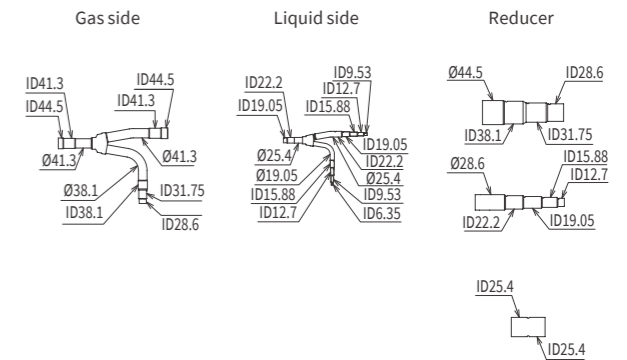 Gas side
Liquid side
Reducer
ID41.3
ID44.5
ID44.5
ID41.3
Ø41.3
Ø41.3
Ø38.1
ID38.1
ID31.75
ID28.6
ID22.2
ID19.05
ID9.53
ID12.7
ID15.88
Ø25.4
Ø19.05
ID15.88
ID12.7
ID19.05
ID22.2
Ø25.4
ID9.53
ID6.35
Ø44.5
ID28.6
ID38.1
ID31.75
Ø28.6
ID15.88
ID12.7
ID22.2
ID19.05
ID25.4
ID25.4